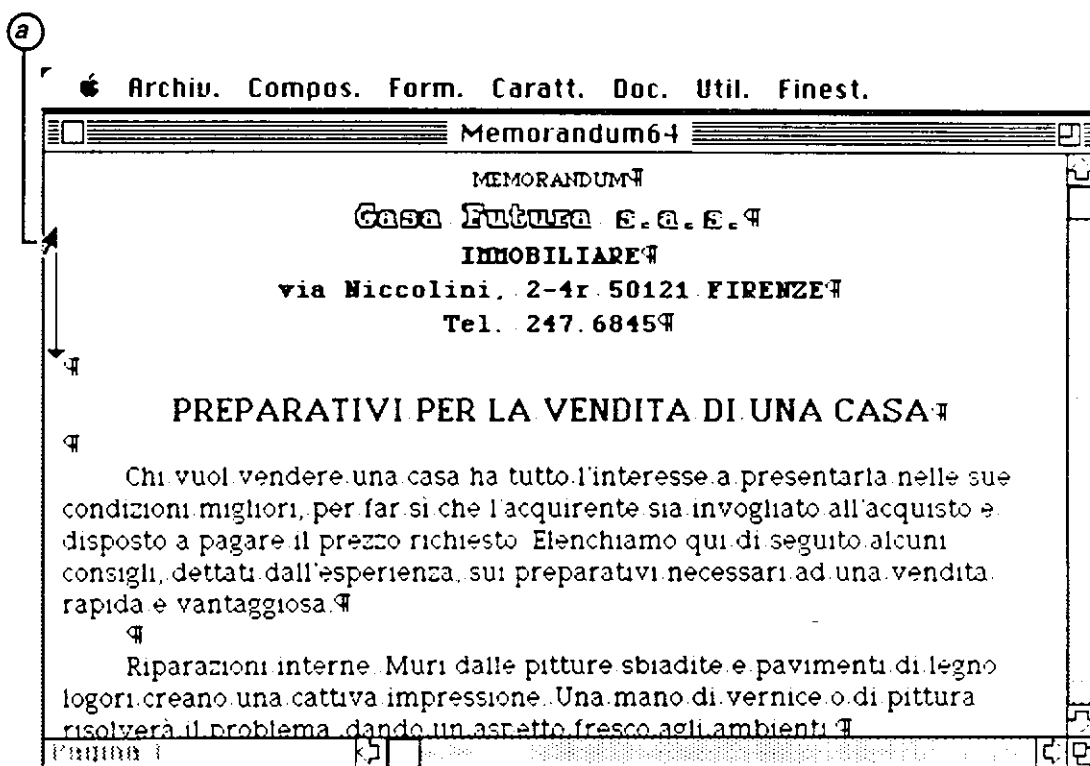 a
Archiv. Compos. Form. Caratt. Doc. Util. Finest.
Memorandum64
MEMORANDUM¶
Casa Futura s.a.s.¶
IMMOBILIARE¶
via Niccolini, 2-4r 50121 FIRENZE¶
Tel. 247.6845¶
¶
PREPARATIVI PER LA VENDITA DI UNA CASA¶
¶
Chi vuol vendere una casa ha tutto l'interesse a presentarla nelle sue
condizioni migliori, per far sì che l'acquirente sia invogliato all'acquisto e
disposto a pagare il prezzo richiesto. Elenchiamo qui di seguito alcuni
consigli, dettati dall'esperienza, sui preparativi necessari ad una vendita
rapida e vantaggiosa.¶
¶
Riparazioni interne. Muri dalle pitture sbiadite e pavimenti di legno
logori creano una cattiva impressione. Una mano di vernice o di pittura
risolverà il problema, dando un aspetto fresco agli ambienti.¶
Pagina 1